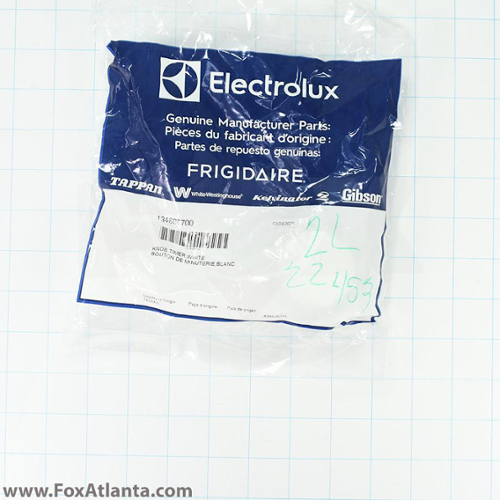 Electrolux
Genuine Manufacturer Parts:
Pièces du fabricant d'origine:
Partes de repuesto genuinas:
FRIGIDAIRE
TAPPAN White-Westinghouse Kelvinator Gibson
KNOB TIMER, WHITE
BOUTON DE MINUTERIE, BLANC
2L
22453
www.FoxAtlanta.com